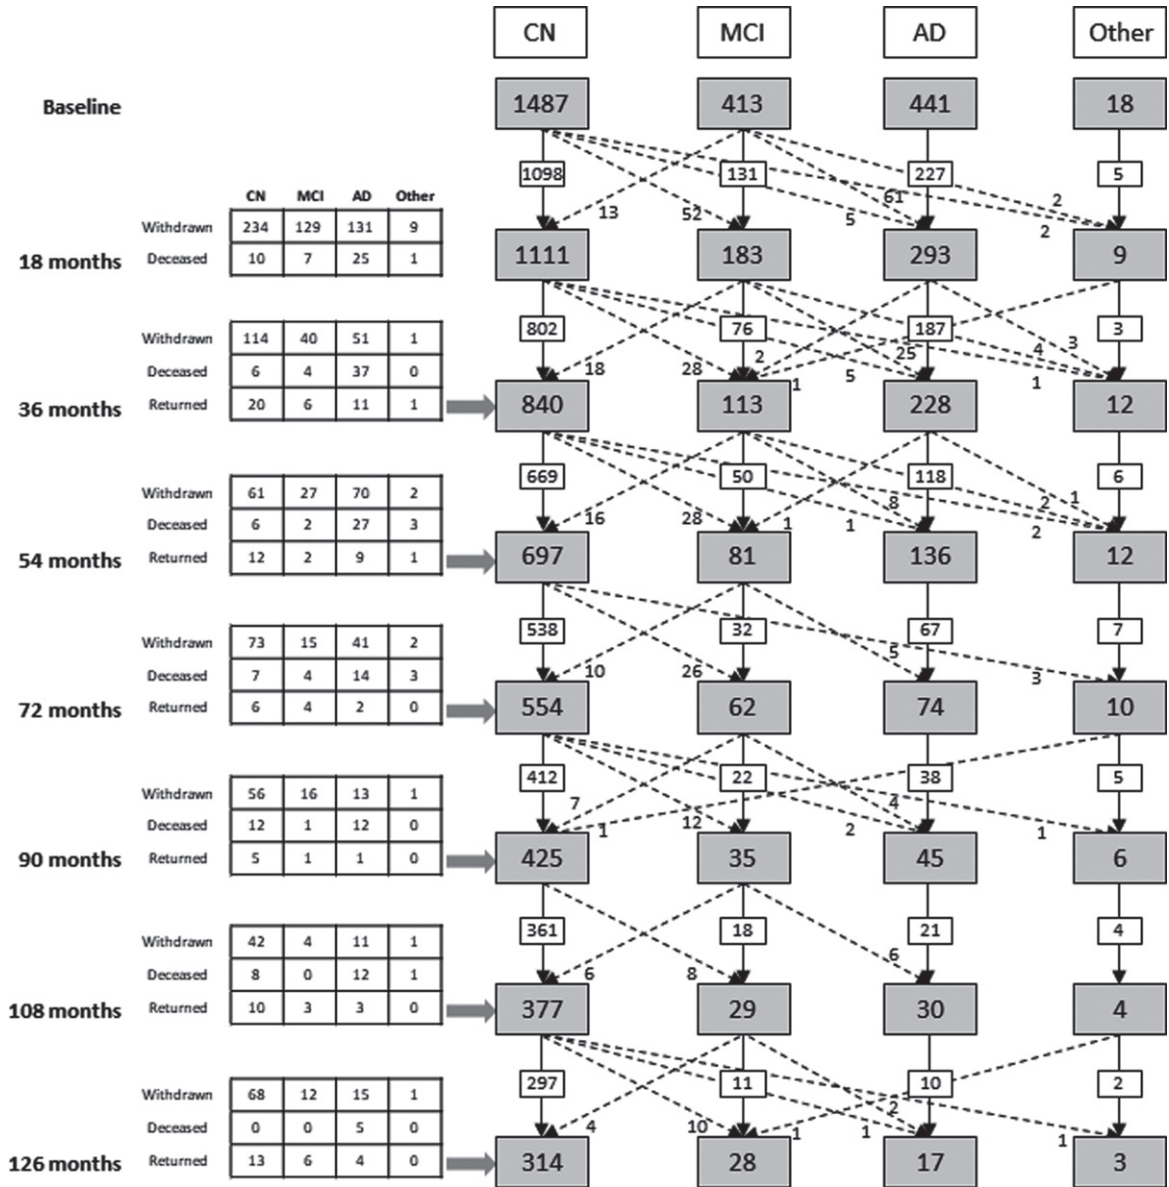 CN MCI AD Other
Baseline 1487 413 441 18
1098 131 227 5
13 52 5 61 2 2
CN MCI AD Other
Withdrawn 234 129 131 9
Deceased 10 7 25 1
18 months 1111 183 293 9
802 76 187 3
18 28 2 1 5 25 4 3 1
Withdrawn 114 40 51 1
Deceased 6 4 37 0
Returned 20 6 11 1
36 months 840 113 228 12
669 50 118 6
16 28 1 1 8 2 1 2
Withdrawn 61 27 70 2
Deceased 6 2 27 3
Returned 12 2 9 1
54 months 697 81 136 12
538 32 67 7
10 26 5 3
Withdrawn 73 15 41 2
Deceased 7 4 14 3
Returned 6 4 2 0
72 months 554 62 74 10
412 22 38 5
7 1 12 2 4 1
Withdrawn 56 16 13 1
Deceased 12 1 12 0
Returned 5 1 1 0
90 months 425 35 45 6
361 18 21 4
6 8 6
Withdrawn 42 4 11 1
Deceased 8 0 12 1
Returned 10 3 3 0
108 months 377 29 30 4
297 11 10 2
4 10 1 1 2 1
Withdrawn 68 12 15 1
Deceased 0 0 5 0
Returned 13 6 4 0
126 months 314 28 17 3